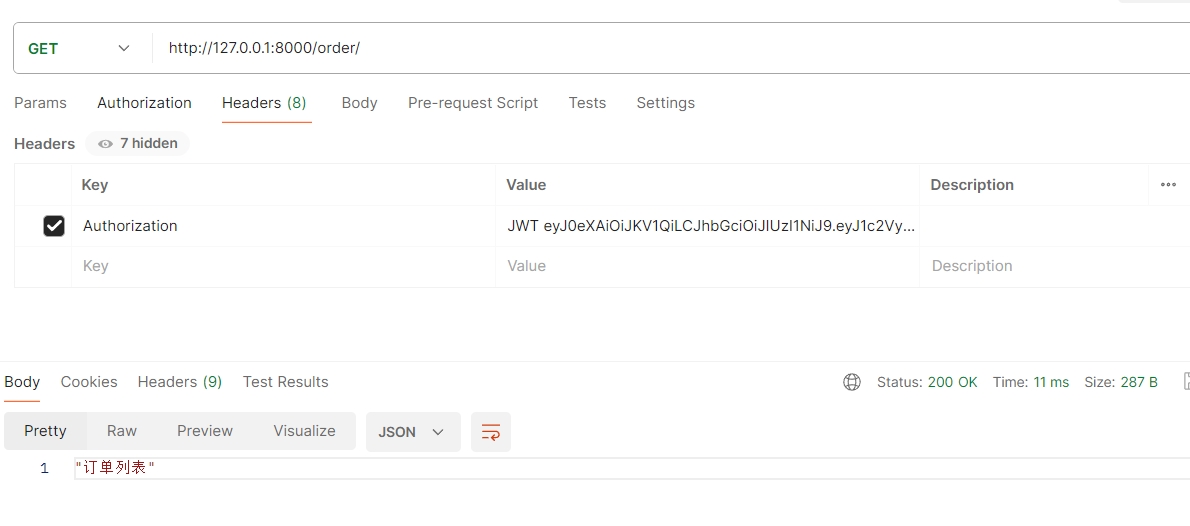 GET http://127.0.0.1:8000/order/
Params Authorization Headers (8) Body Pre-request Script Tests Settings
Headers 7 hidden
Key Value Description
Authorization JWT eyJ0eXAiOiJKV1QiLCJhbGciOiJIUzI1NiJ9.eyJ1c2Vy...
Key Value Description
Body Cookies Headers (9) Test Results Status: 200 OK Time: 11 ms Size: 287 B
Pretty Raw Preview Visualize JSON
1 "订单列表"